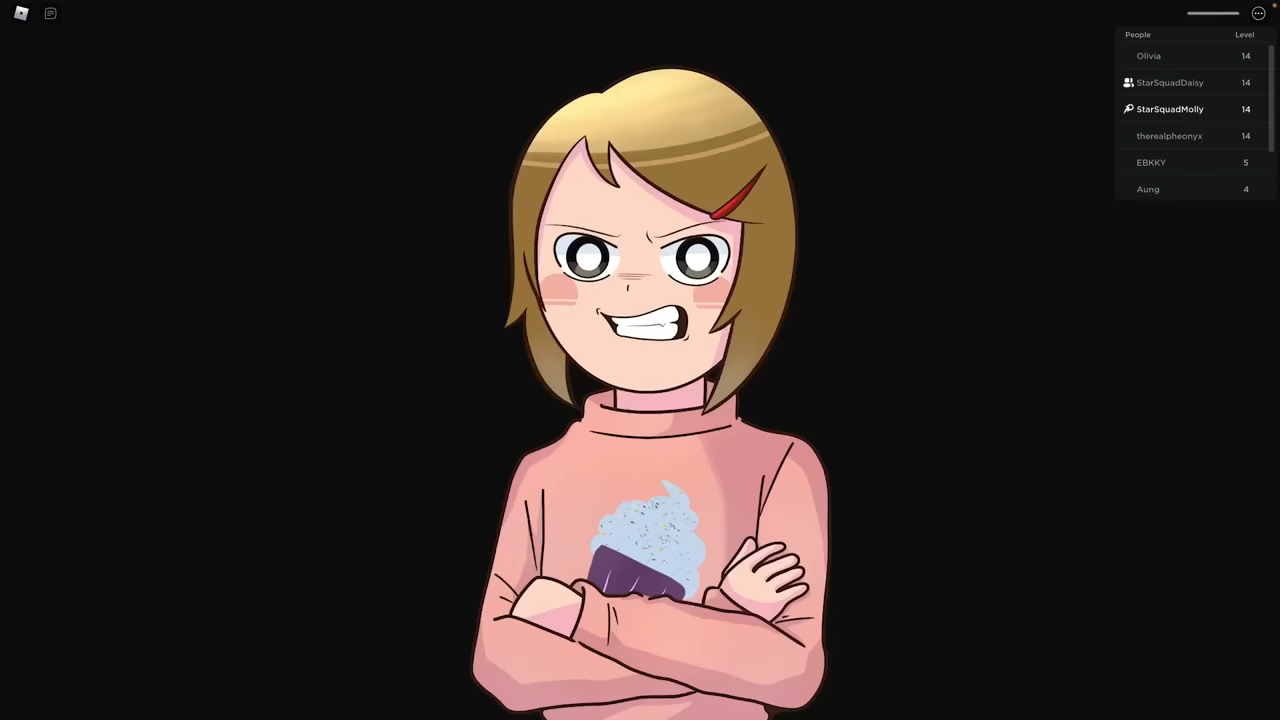 People Level
Olivia 14
StarSquadDaisy 14
StarSquadMolly 14
therealpheonyx 14
EBKKY 5
Aung 4